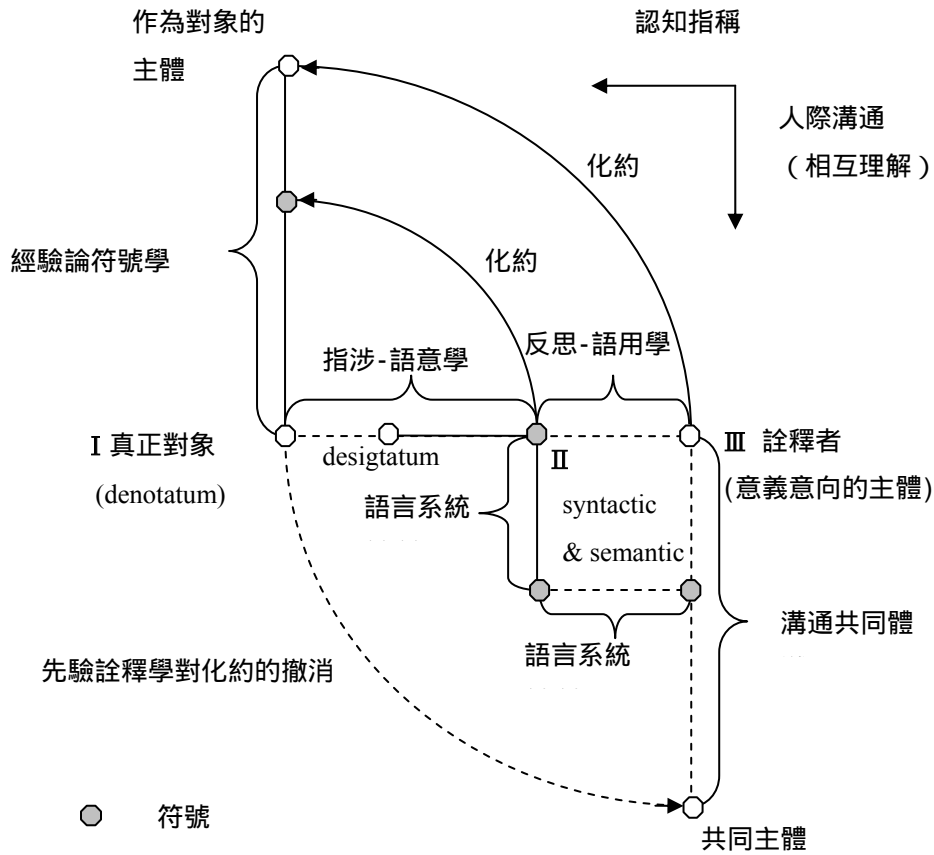 作為對象的
主體
認知指稱
人際溝通
（相互理解）
化約
化約
經驗論符號學
指涉-語意學
反思-語用學
Ⅰ 真正對象
(denotatum)
desigtatum
Ⅱ
Ⅲ 詮釋者
(意義意向的主體)
語言系統
syntactic
& semantic
語言系統
溝通共同體
先驗詮釋學對化約的撤消
符號
共同主體